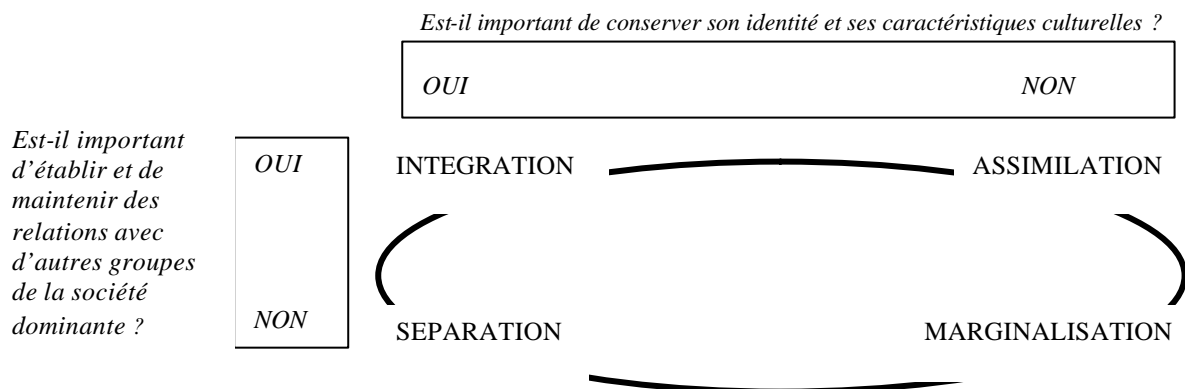 Est-il important de conserver son identité et ses caractéristiques culturelles ?
OUI NON
Est-il important
d'établir et de
maintenir des
relations avec
d'autres groupes
de la société
dominante ?
OUI
NON
INTEGRATION ASSIMILATION
SEPARATION MARGINALISATION